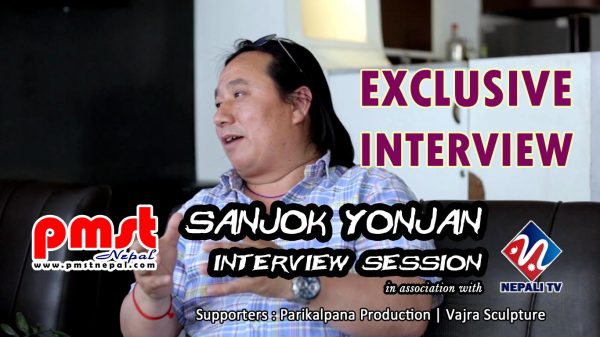 EXCLUSIVE
INTERVIEW
pmst
Nepal
www.pmstnepal.com
SANJOK YONJAN
INTERVIEW SESSION
in association with
NEPALI TV
Supporters : Parikalpana Production | Vajra Sculpture